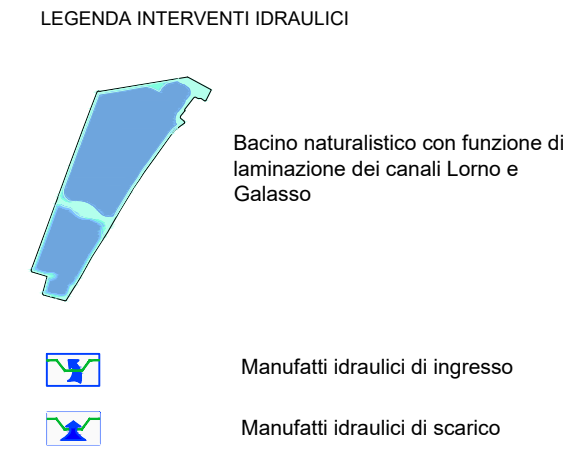 LEGENDA INTERVENTI IDRAULICI
Bacino naturalistico con funzione di
laminazione dei canali Lorno e
Galasso
Manufatti idraulici di ingresso
Manufatti idraulici di scarico